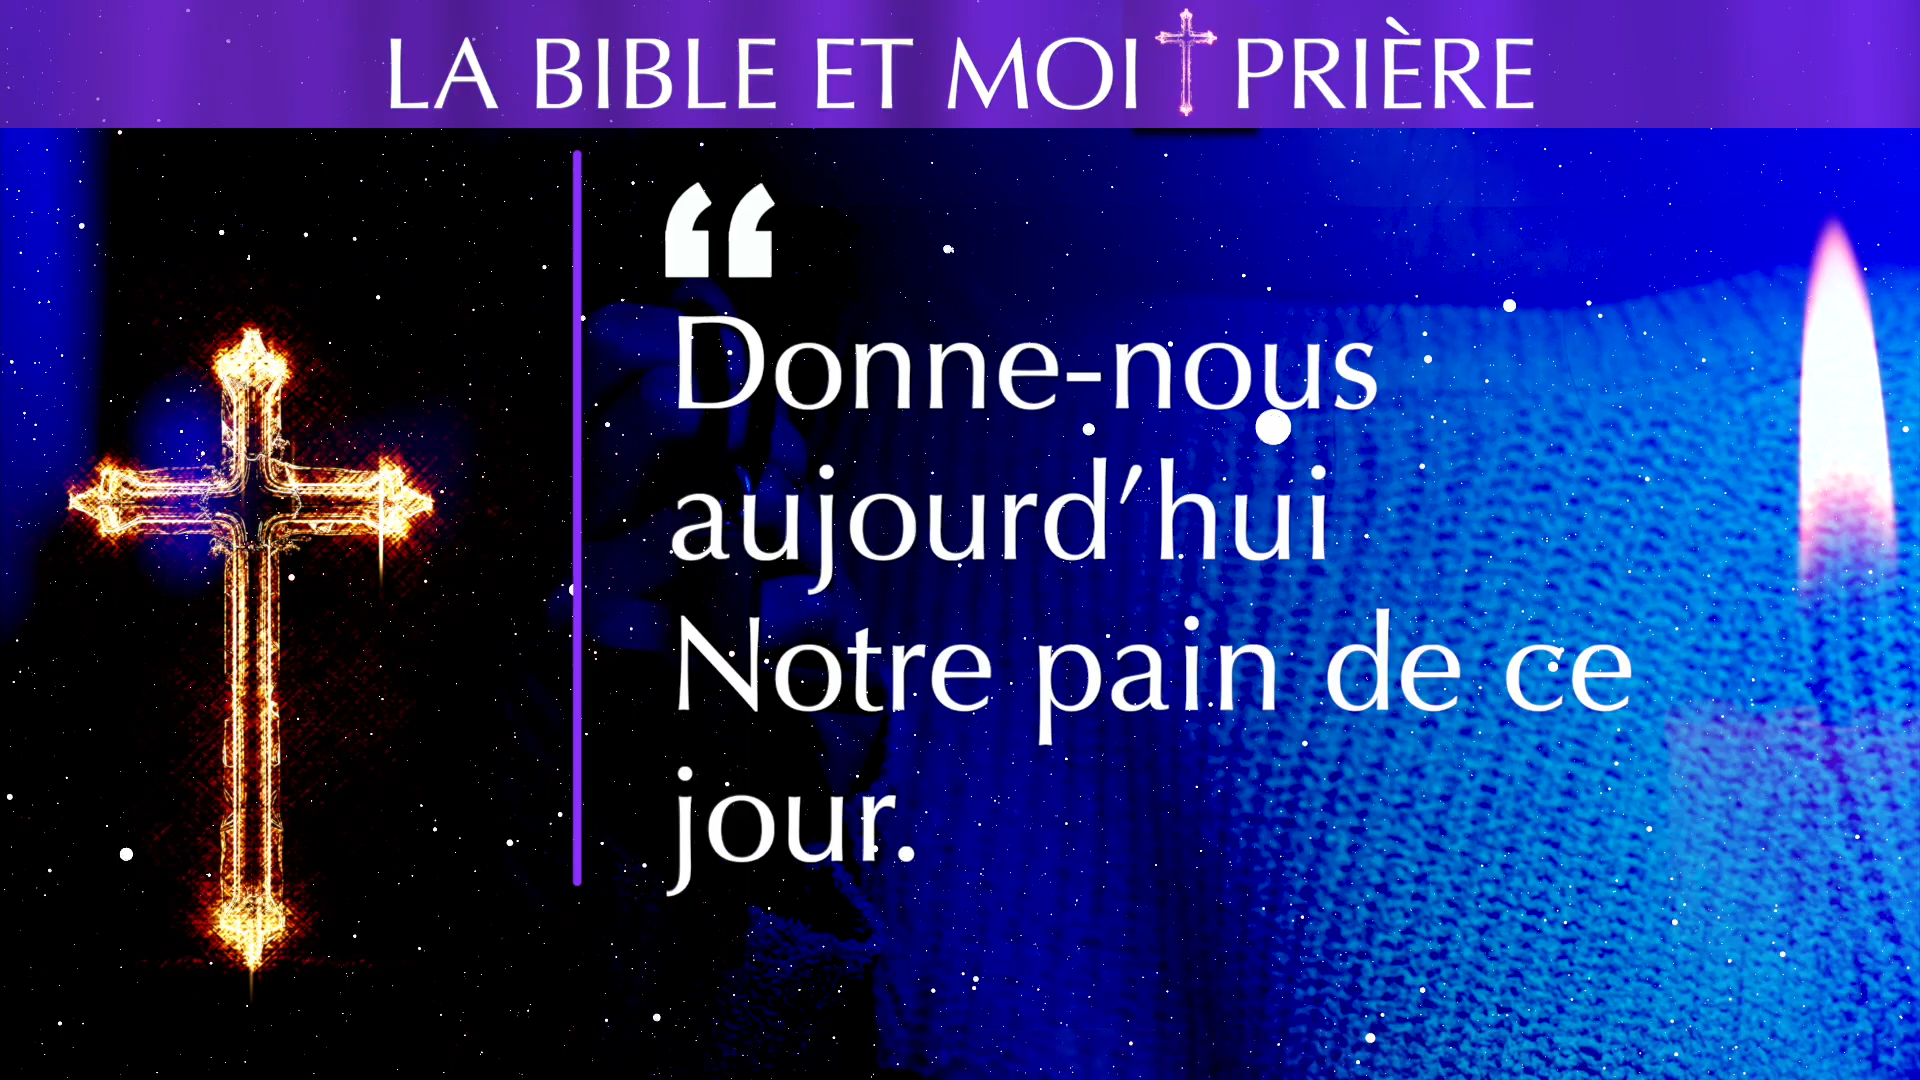 LA BIBLE ET MOI PRIÈRE
“
Donne-nous
aujourd’hui
Notre pain de ce
jour.